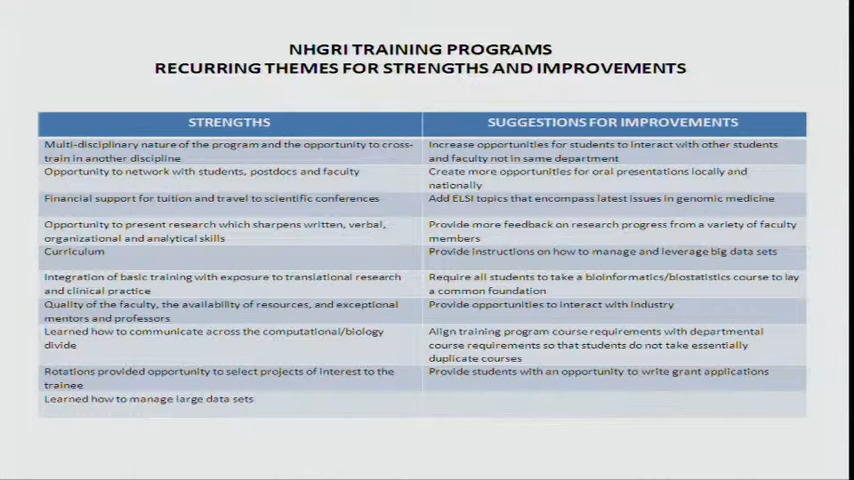 NHGRI TRAINING PROGRAMS
RECURRING THEMES FOR STRENGTHS AND IMPROVEMENTS
STRENGTHS
SUGGESTIONS FOR IMPROVEMENTS
Multi-disciplinary nature of the program and the opportunity to cross-
train in another discipline
Increase opportunities for students to interact with other students
and faculty not in same department
Opportunity to network with students, postdocs and faculty
Create more opportunities for oral presentations locally and
nationally
Financial support for tuition and travel to scientific conferences
Add ELSI topics that encompass latest issues in genomic medicine
Opportunity to present research which sharpens written, verbal,
organizational and analytical skills
Provide more feedback on research progress from a variety of faculty
members
Curriculum
Provide instructions on how to manage and leverage big data sets
Integration of basic training with exposure to translational research
and clinical practice
Require all students to take a bioinformatics/biostatistics course to lay
a common foundation
Quality of the faculty, the availability of resources, and exceptional
mentors and professors
Provide opportunities to interact with industry
Learned how to communicate across the computational/biology
divide
Align training program course requirements with departmental
course requirements so that students do not take essentially
duplicate courses
Rotations provided opportunity to select projects of interest to the
trainee
Provide students with an opportunity to write grant applications
Learned how to manage large data sets